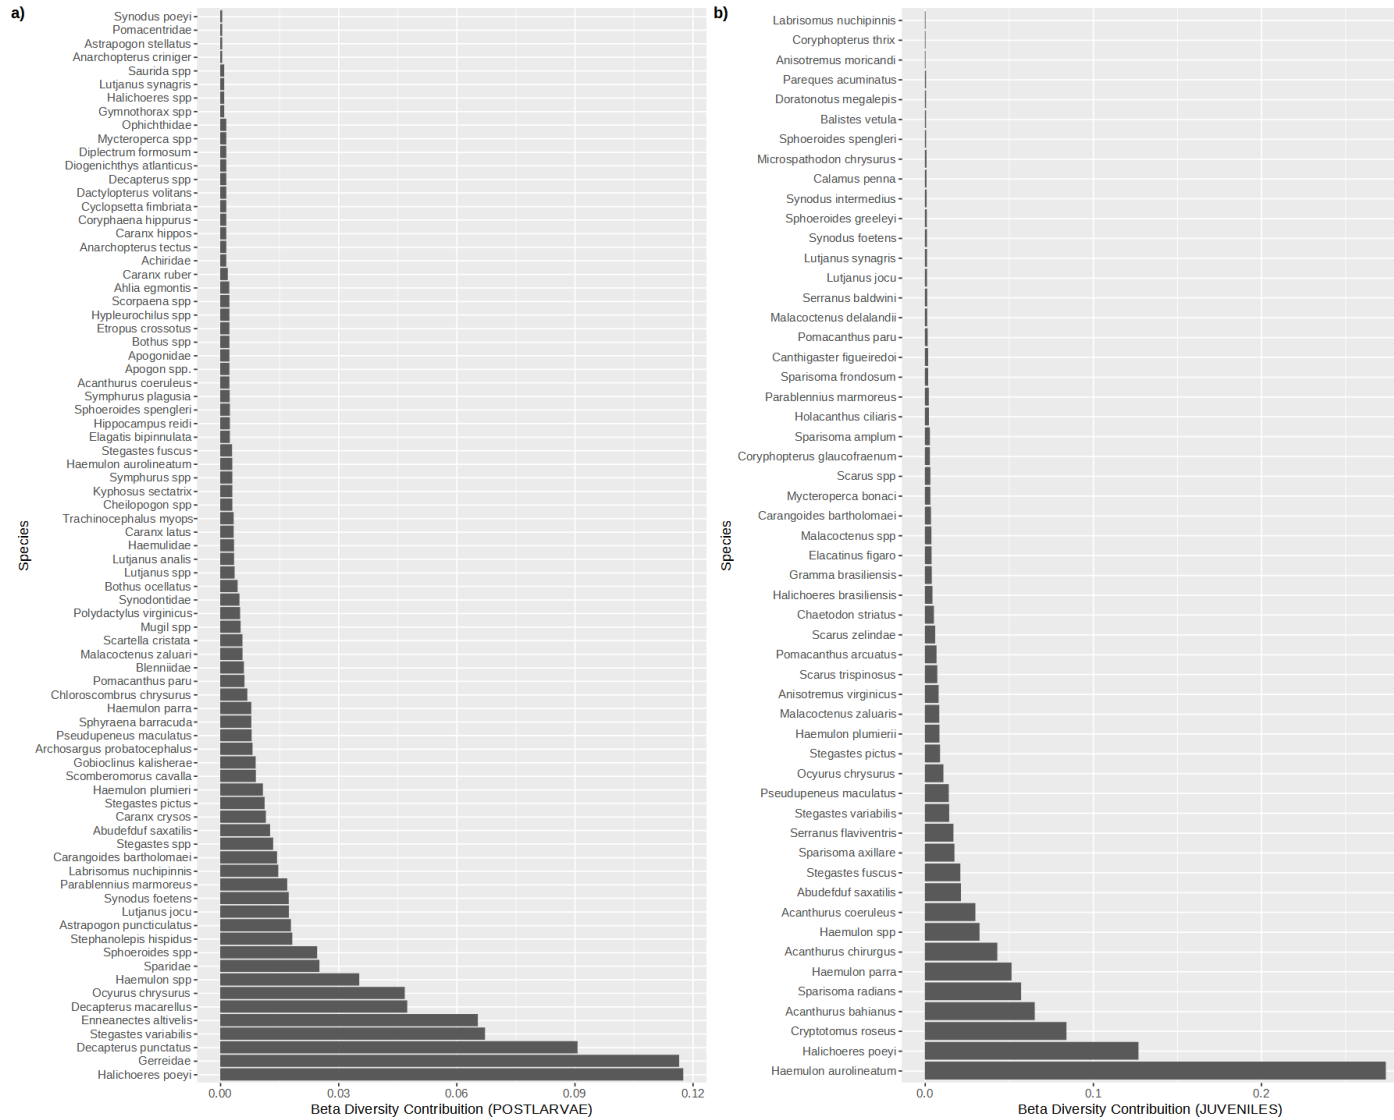 a)
Synodus poeyi
Pomacentridae
Astrapogon stellatus
Anarchopterus criniger
Saurida spp
Lutjanus synagris
Halichoeres spp
Gymnothorax spp
Ophichthidae
Mycteroperca spp
Diplectrum formosum
Diogenichthys atlanticus
Decapterus spp
Dactylopterus volitans
Cyclopsetta fimbriata
Coryphaena hippurus
Caranx hippos
Anarchopterus tectus
Achiridae
Caranx ruber
Ahlia egmontis
Scorpaena spp
Hypleurochilus spp
Etropus crossotus
Bothus spp
Apogonidae
Apogon spp.
Acanthurus coeruleus
Symphurus plagusia
Sphoeroides spengleri
Hippocampus reidi
Elagatis bipinnulata
Stegastes fuscus
Haemulon aurolineatum
Symphurus spp
Kyphosus sectatrix
Cheilopogon spp
Trachinocephalus myops
Caranx latus
Haemulidae
Lutjanus analis
Lutjanus spp
Bothus ocellatus
Synodontidae
Polydactylus virginicus
Mugil spp
Scartella cristata
Malacoctenus zaluari
Blenniidae
Pomacanthus paru
Chloroscombrus chrysurus
Haemulon parra
Sphyraena barracuda
Pseudupeneus maculatus
Archosargus probatocephalus
Gobioclinus kalisherae
Scomberomorus cavalla
Haemulon plumieri
Stegastes pictus
Caranx crysos
Abudefduf saxatilis
Stegastes spp
Carangoides bartholomaei
Labrisomus nuchipinnis
Parablennius marmoreus
Synodus foetens
Lutjanus jocu
Astrapogon puncticulatus
Stephanolepis hispidus
Sphoeroides spp
Sparidae
Haemulon spp
Ocyurus chrysurus
Decapterus macarellus
Enneanectes altivelis
Stegastes variabilis
Decapterus punctatus
Gerreidae
Halichoeres poeyi
Species
0.00 0.03 0.06 0.09 0.12
Beta Diversity Contribuition (POSTLARVAE)
b)
Labrisomus nuchipinnis
Coryphopterus thrix
Anisotremus moricandi
Pareques acuminatus
Doratonotus megalepis
Balistes vetula
Sphoeroides spengleri
Microspathodon chrysurus
Calamus penna
Synodus intermedius
Sphoeroides greeleyi
Synodus foetens
Lutjanus synagris
Lutjanus jocu
Serranus baldwini
Malacoctenus delalandii
Pomacanthus paru
Canthigaster figueiredoi
Sparisoma frondosum
Parablennius marmoreus
Holacanthus ciliaris
Sparisoma amplum
Coryphopterus glaucofraenum
Scarus spp
Mycteroperca bonaci
Carangoides bartholomaei
Malacoctenus spp
Elacatinus figaro
Gramma brasiliensis
Halichoeres brasiliensis
Chaetodon striatus
Scarus zelindae
Pomacanthus arcuatus
Scarus trispinosus
Anisotremus virginicus
Malacoctenus zaluaris
Haemulon plumierii
Stegastes pictus
Ocyurus chrysurus
Pseudupeneus maculatus
Stegastes variabilis
Serranus flaviventris
Sparisoma axillare
Stegastes fuscus
Abudefduf saxatilis
Acanthurus coeruleus
Haemulon spp
Acanthurus chirurgus
Haemulon parra
Sparisoma radians
Acanthurus bahianus
Cryptotomus roseus
Halichoeres poeyi
Haemulon aurolineatum
Species
0.0 0.1 0.2
Beta Diversity Contribuition (JUVENILES)